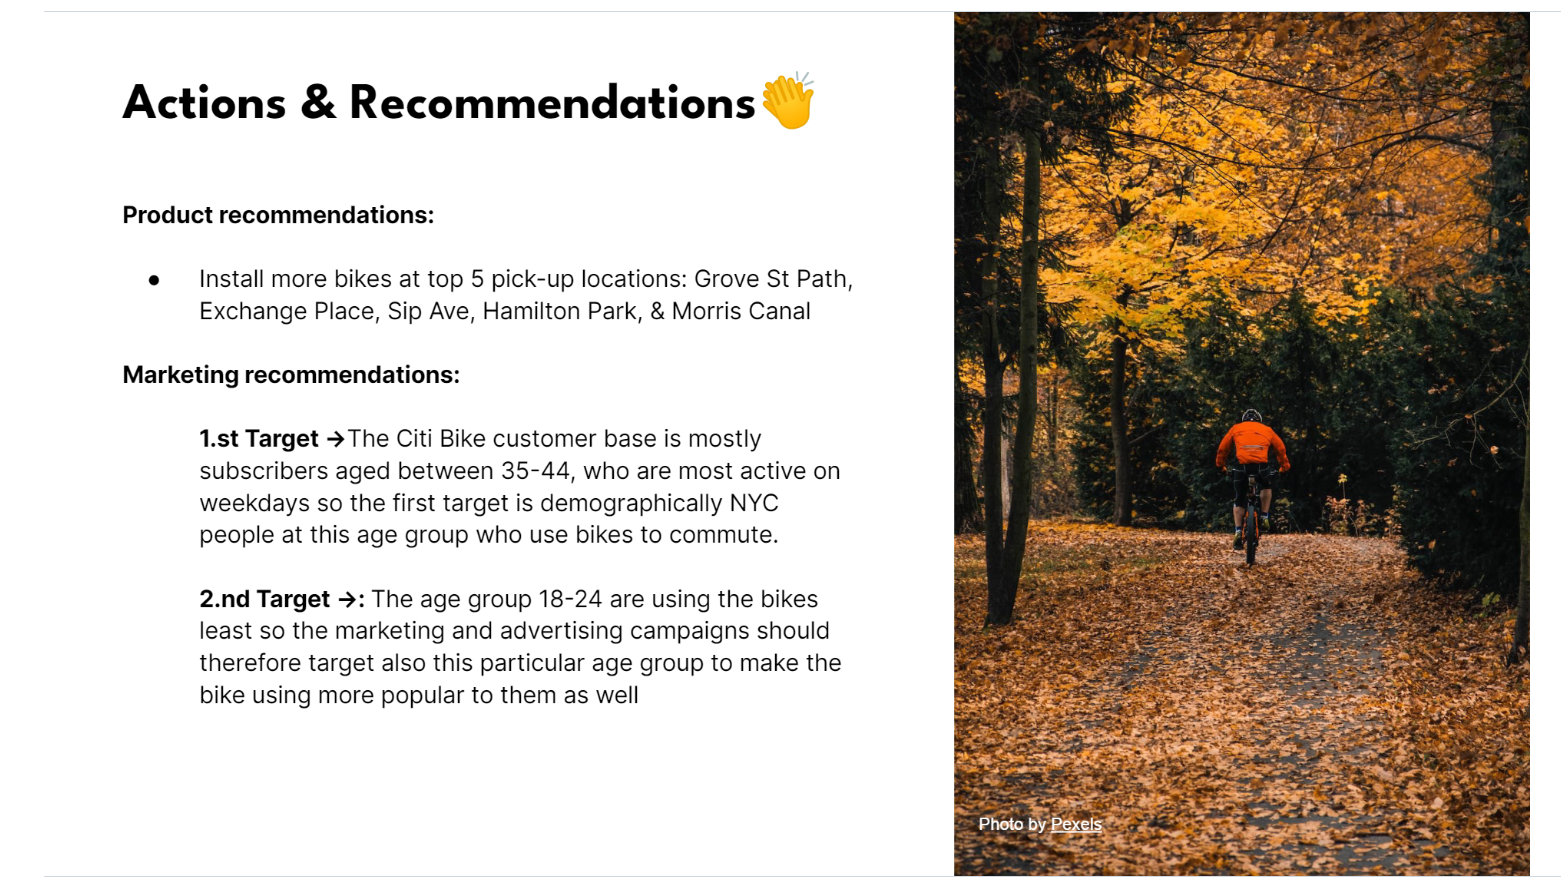 Actions & Recommendations👏
Product recommendations:
● Install more bikes at top 5 pick-up locations: Grove St Path,
Exchange Place, Sip Ave, Hamilton Park, & Morris Canal
Marketing recommendations:
1.st Target →The Citi Bike customer base is mostly
subscribers aged between 35-44, who are most active on
weekdays so the first target is demographically NYC
people at this age group who use bikes to commute.
2.nd Target →: The age group 18-24 are using the bikes
least so the marketing and advertising campaigns should
therefore target also this particular age group to make the
bike using more popular to them as well
Photo by Pexels